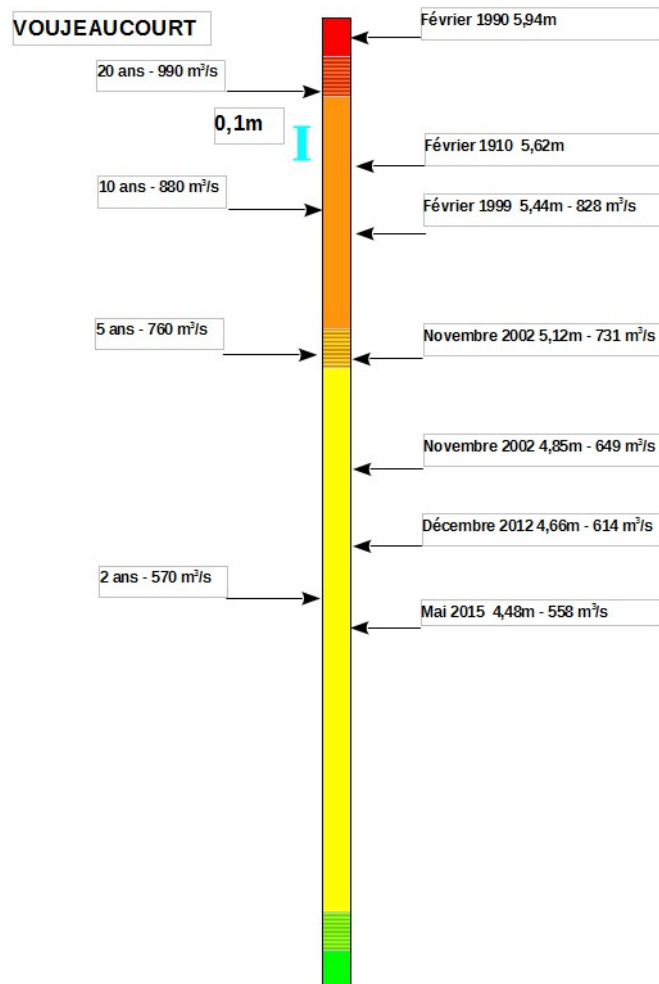 VOUJEAUCOURT
Février 1990 5,94m
20 ans - 990 m³/s
0,1m
I
Février 1910 5,62m
10 ans - 880 m³/s
Février 1999 5,44m - 828 m³/s
5 ans - 760 m³/s
Novembre 2002 5,12m - 731 m³/s
Novembre 2002 4,85m - 649 m³/s
Décembre 2012 4,66m - 614 m³/s
2 ans - 570 m³/s
Mai 2015 4,48m - 558 m³/s